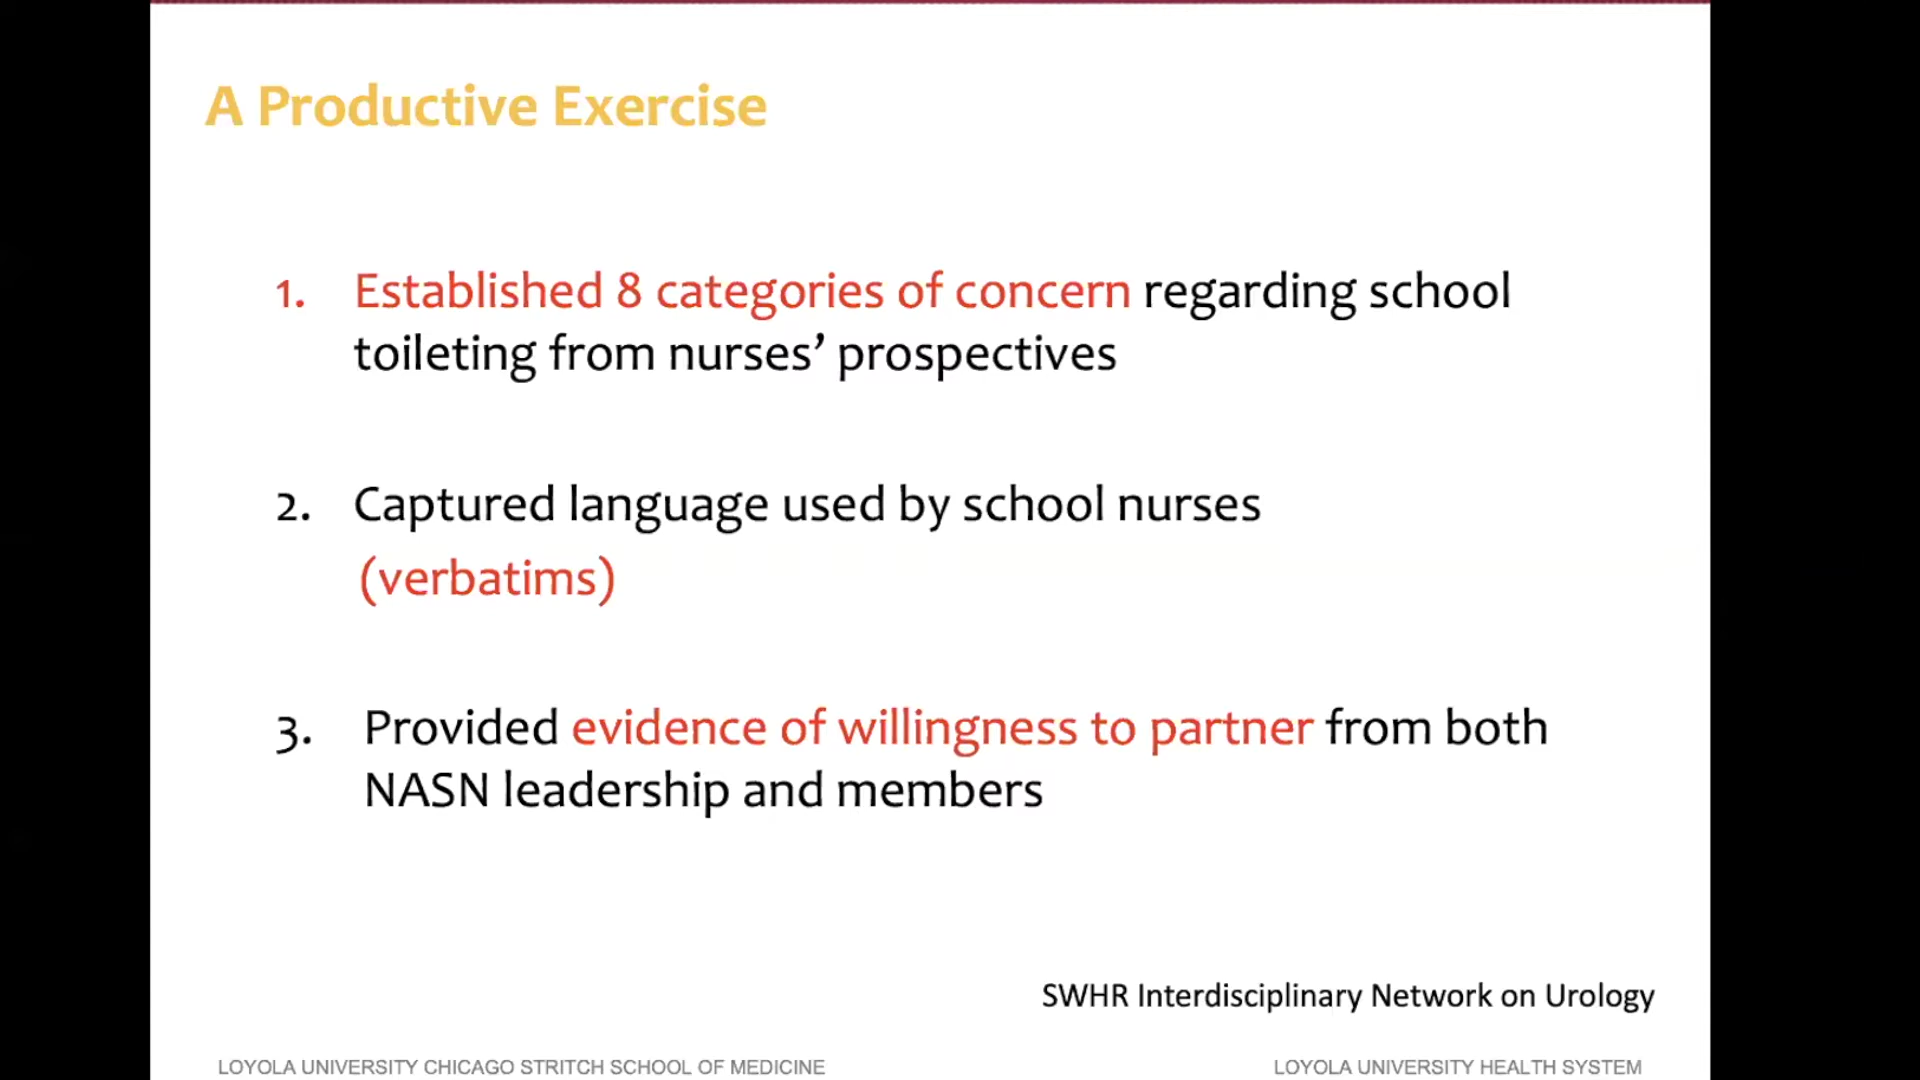 A Productive Exercise
1. Established 8 categories of concern regarding school
toileting from nurses’ prospectives
2. Captured language used by school nurses
(verbatims)
3. Provided evidence of willingness to partner from both
NASN leadership and members
SWHR Interdisciplinary Network on Urology
LOYOLA UNIVERSITY CHICAGO STRITCH SCHOOL OF MEDICINE
LOYOLA UNIVERSITY HEALTH SYSTEM